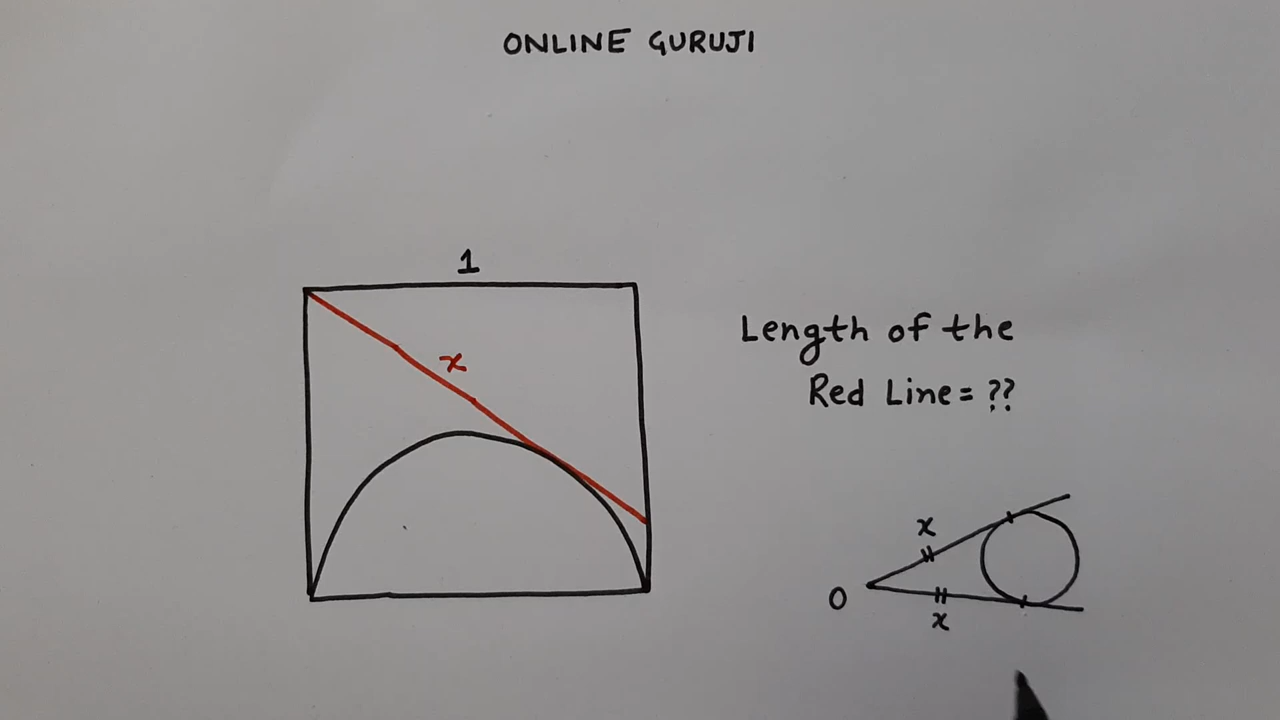 ONLINE GURUJI
1
x
Length of the
Red Line = ??
x
O
x